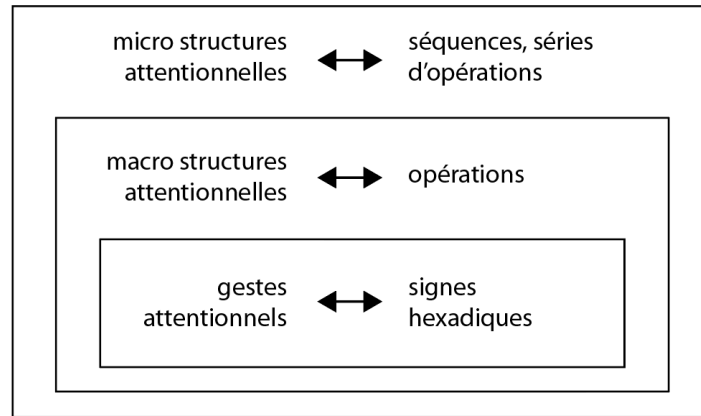 micro structures
attentionnelles
séquences, séries
d’opérations
macro structures
attentionnelles
opérations
gestes
attentionnels
signes
hexadiques